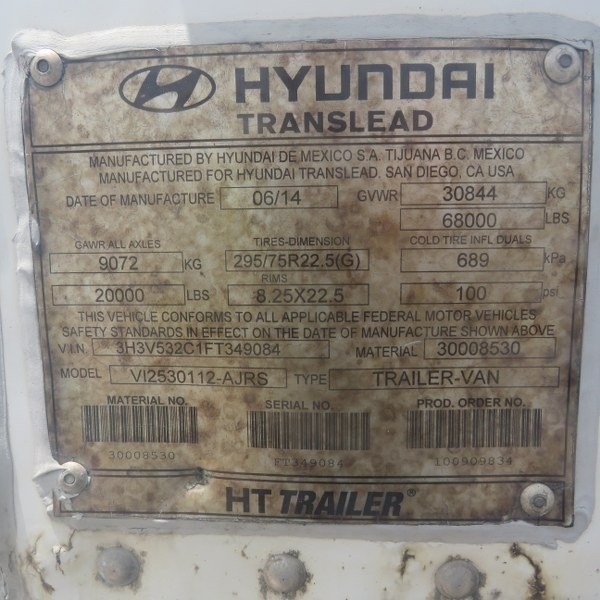 HYUNDAI
TRANSLEAD
MANUFACTURED BY HYUNDAI DE MEXICO S.A. TIJUANA B.C. MÉXICO
MANUFACTURED FOR HYUNDAI TRANSLEAD. SAN DIEGO, CA USA
DATE OF MANUFACTURE 06/14 GVWR 30844 KG
68000 LBS
GAWR ALL AXLES TIRES-DIMENSION COLD TIRE INFL DUALS
9072 KG 295/75R22.5(G) 689 kPa
RIMS
20000 LBS 8.25X22.5 100 psi
THIS VEHICLE CONFORMS TO ALL APPLICABLE FEDERAL MOTOR VEHICLES
SAFETY STANDARDS IN EFFECT ON THE DATE OF MANUFACTURE SHOWN ABOVE
V.I.N. 3H3V532C1FT349084 MATERIAL 30008530
MODEL VI2530112-AJRS TYPE TRAILER-VAN
MATERIAL NO. SERIAL NO. PROD. ORDER NO.
30008530 FT349084 100909834
HT TRAILER®